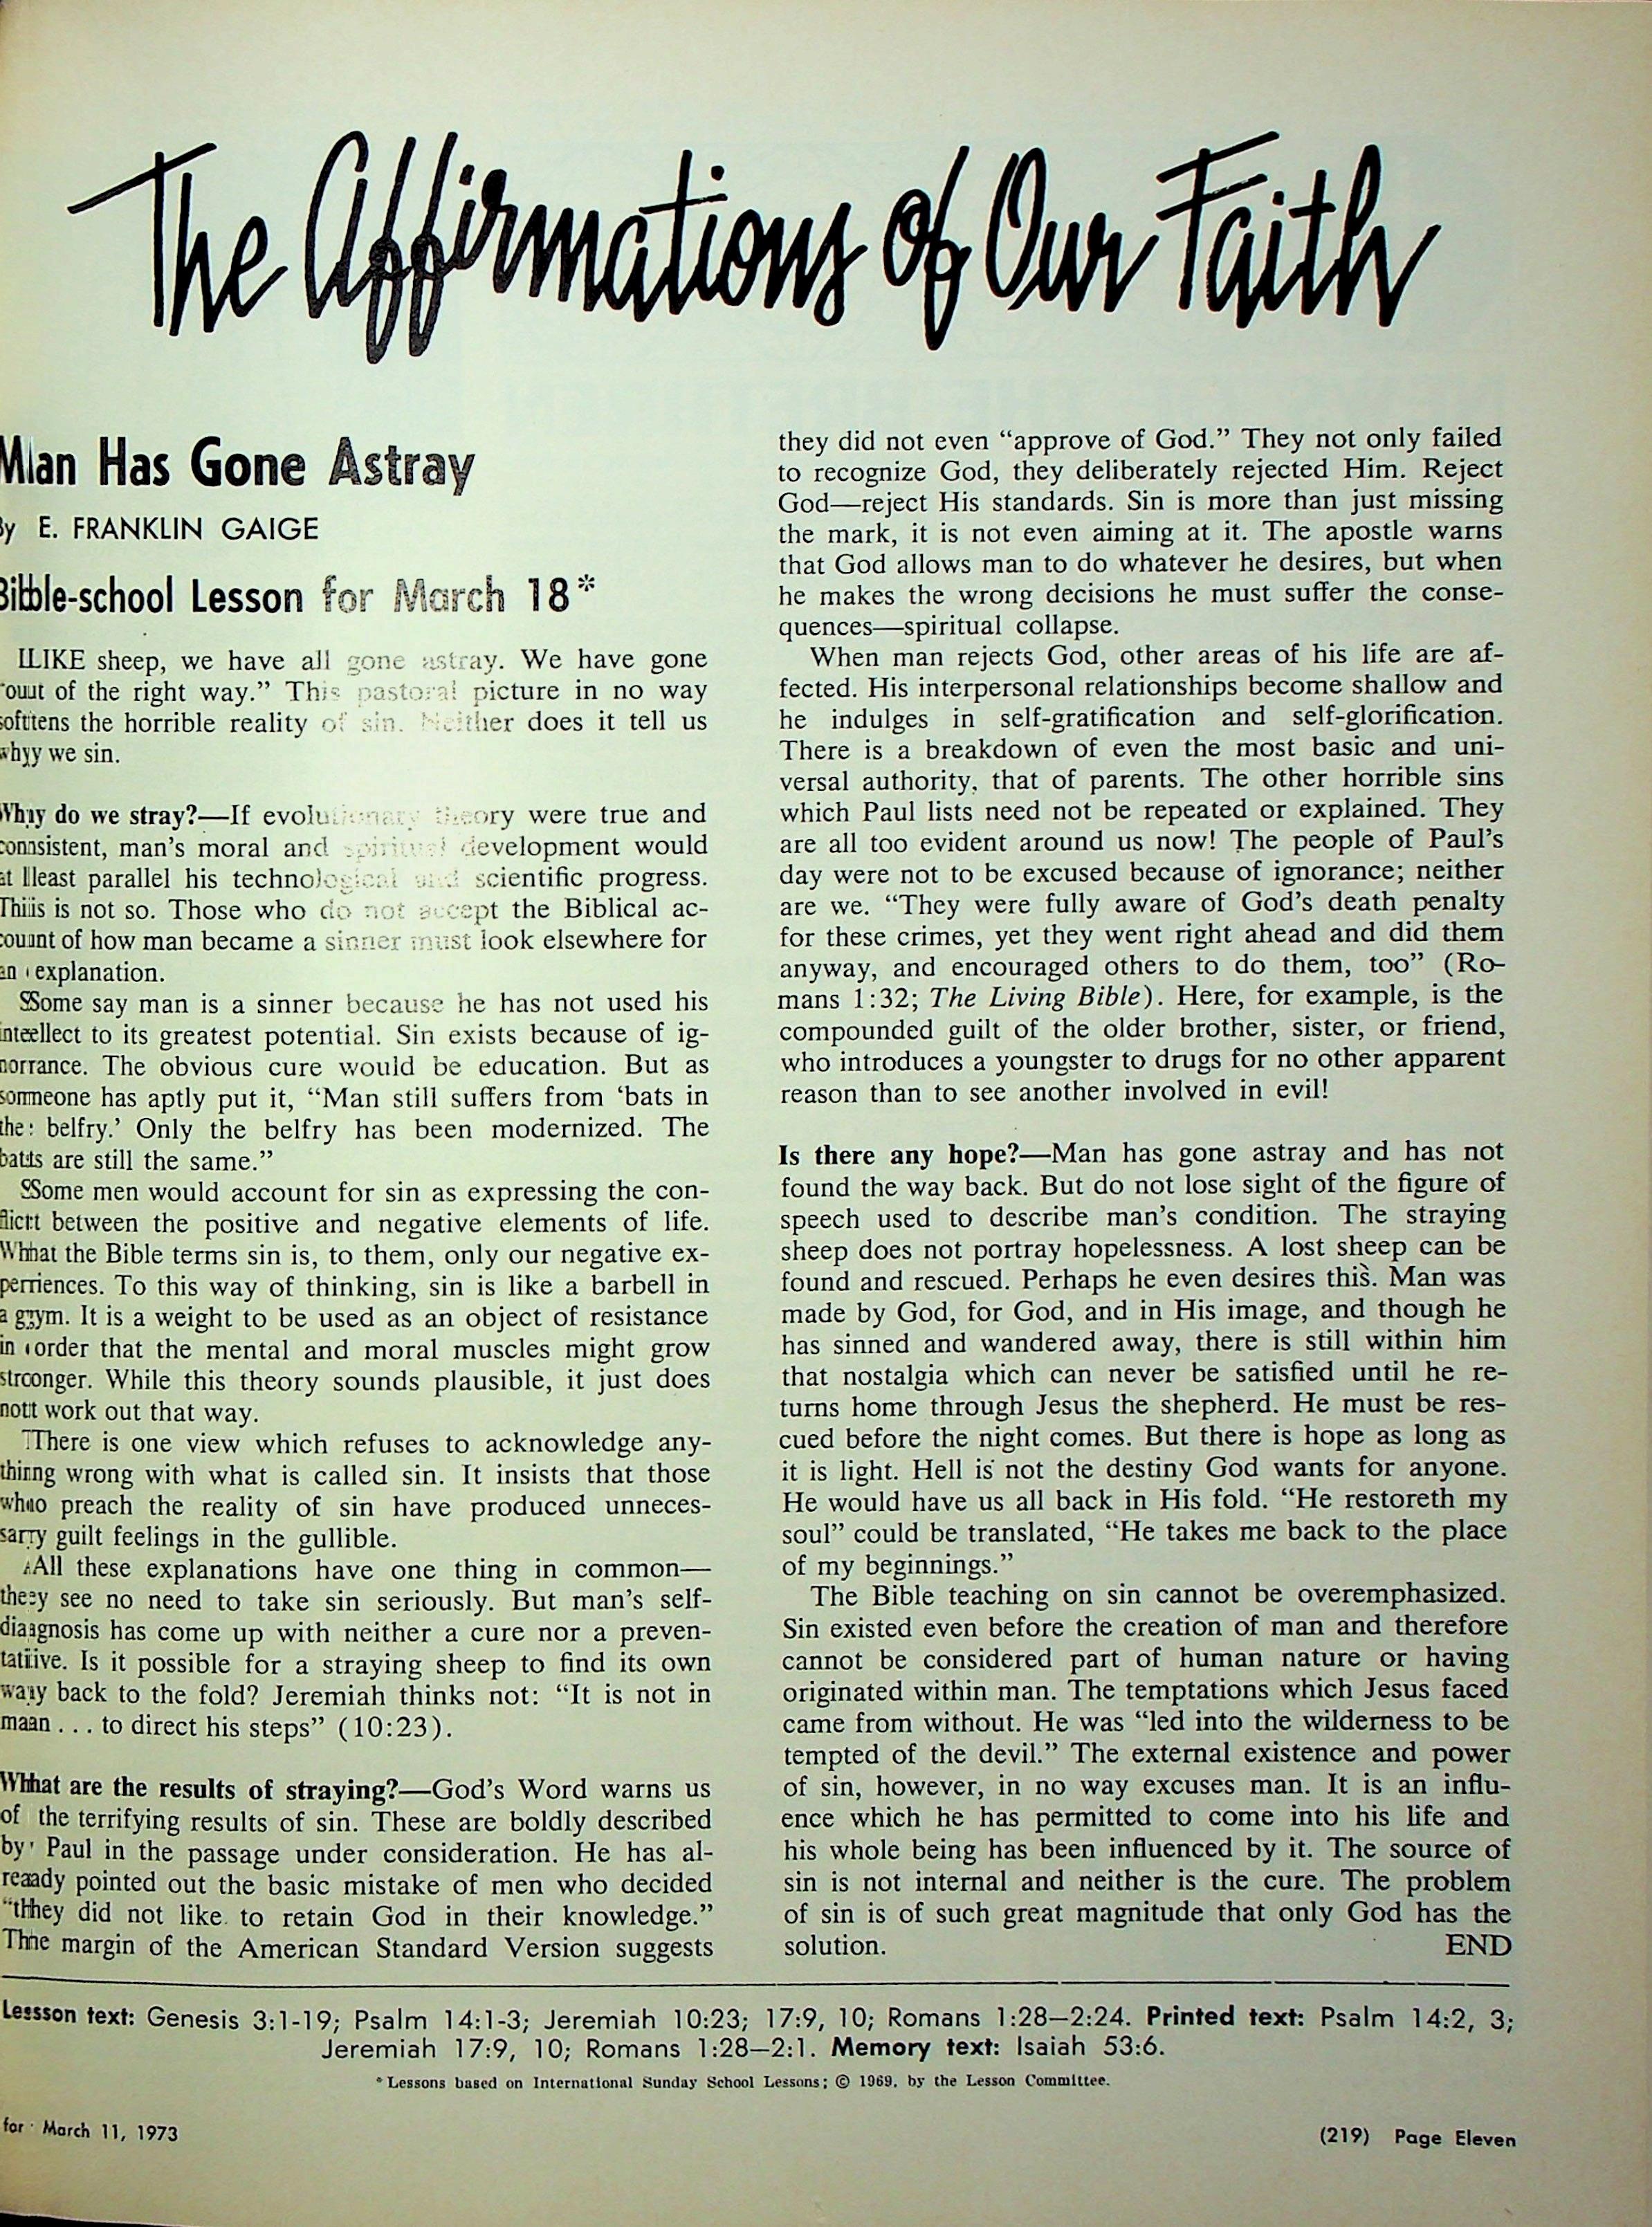 The Affirmations of Our Faith
Man Has Gone Astray
By E. FRANKLIN GAIGE
Bible-school Lesson for March 18*
LIKE sheep, we have all gone astray. We have gone
"out of the right way." This pastoral picture in no way
softens the horrible reality of sin. Neither does it tell us
why we sin.
Why do we stray?—If evolutionary theory were true and
consistent, man's moral and spiritual development would
at least parallel his technological and scientific progress.
This is not so. Those who do not accept the Biblical ac-
count of how man became a sinner must look elsewhere for
an explanation.
Some say man is a sinner because he has not used his
intellect to its greatest potential. Sin exists because of ig-
norance. The obvious cure would be education. But as
someone has aptly put it, "Man still suffers from 'bats in
the belfry.' Only the belfry has been modernized. The
bats are still the same."
Some men would account for sin as expressing the con-
flict between the positive and negative elements of life.
What the Bible terms sin is, to them, only our negative ex-
periences. To this way of thinking, sin is like a barbell in
a gym. It is a weight to be used as an object of resistance
in order that the mental and moral muscles might grow
stronger. While this theory sounds plausible, it just does
not work out that way.
There is one view which refuses to acknowledge any-
thing wrong with what is called sin. It insists that those
who preach the reality of sin have produced unneces-
sary guilt feelings in the gullible.
All these explanations have one thing in common—
they see no need to take sin seriously. But man's self-
diagnosis has come up with neither a cure nor a preven-
tative. Is it possible for a straying sheep to find its own
way back to the fold? Jeremiah thinks not: "It is not in
man . . . to direct his steps" (10:23).
What are the results of straying?—God's Word warns us
of the terrifying results of sin. These are boldly described
by Paul in the passage under consideration. He has al-
ready pointed out the basic mistake of men who decided
"they did not like to retain God in their knowledge."
The margin of the American Standard Version suggests
they did not even "approve of God." They not only failed
to recognize God, they deliberately rejected Him. Reject
God—reject His standards. Sin is more than just missing
the mark, it is not even aiming at it. The apostle warns
that God allows man to do whatever he desires, but when
he makes the wrong decisions he must suffer the conse-
quences—spiritual collapse.
When man rejects God, other areas of his life are af-
fected. His interpersonal relationships become shallow and
he indulges in self-gratification and self-glorification.
There is a breakdown of even the most basic and uni-
versal authority, that of parents. The other horrible sins
which Paul lists need not be repeated or explained. They
are all too evident around us now! The people of Paul's
day were not to be excused because of ignorance; neither
are we. "They were fully aware of God's death penalty
for these crimes, yet they went right ahead and did them
anyway, and encouraged others to do them, too" (Ro-
mans 1:32; The Living Bible). Here, for example, is the
compounded guilt of the older brother, sister, or friend,
who introduces a youngster to drugs for no other apparent
reason than to see another involved in evil!
Is there any hope?—Man has gone astray and has not
found the way back. But do not lose sight of the figure of
speech used to describe man's condition. The straying
sheep does not portray hopelessness. A lost sheep can be
found and rescued. Perhaps he even desires this. Man was
made by God, for God, and in His image, and though he
has sinned and wandered away, there is still within him
that nostalgia which can never be satisfied until he re-
turns home through Jesus the shepherd. He must be res-
cued before the night comes. But there is hope as long as
it is light. Hell is not the destiny God wants for anyone.
He would have us all back in His fold. "He restoreth my
soul" could be translated, "He takes me back to the place
of my beginnings."
The Bible teaching on sin cannot be overemphasized.
Sin existed even before the creation of man and therefore
cannot be considered part of human nature or having
originated within man. The temptations which Jesus faced
came from without. He was "led into the wilderness to be
tempted of the devil." The external existence and power
of sin, however, in no way excuses man. It is an influ-
ence which he has permitted to come into his life and
his whole being has been influenced by it. The source of
sin is not internal and neither is the cure. The problem
of sin is of such great magnitude that only God has the
solution. END
Lesson text: Genesis 3:1-19; Psalm 14:1-3; Jeremiah 10:23; 17:9, 10; Romans 1:28—2:24. Printed text: Psalm 14:2, 3;
Jeremiah 17:9, 10; Romans 1:28—2:1. Memory text: Isaiah 53:6.
*Lessons based on International Sunday School Lessons; © 1969, by the Lesson Committee.
for March 11, 1973
(219) Page Eleven